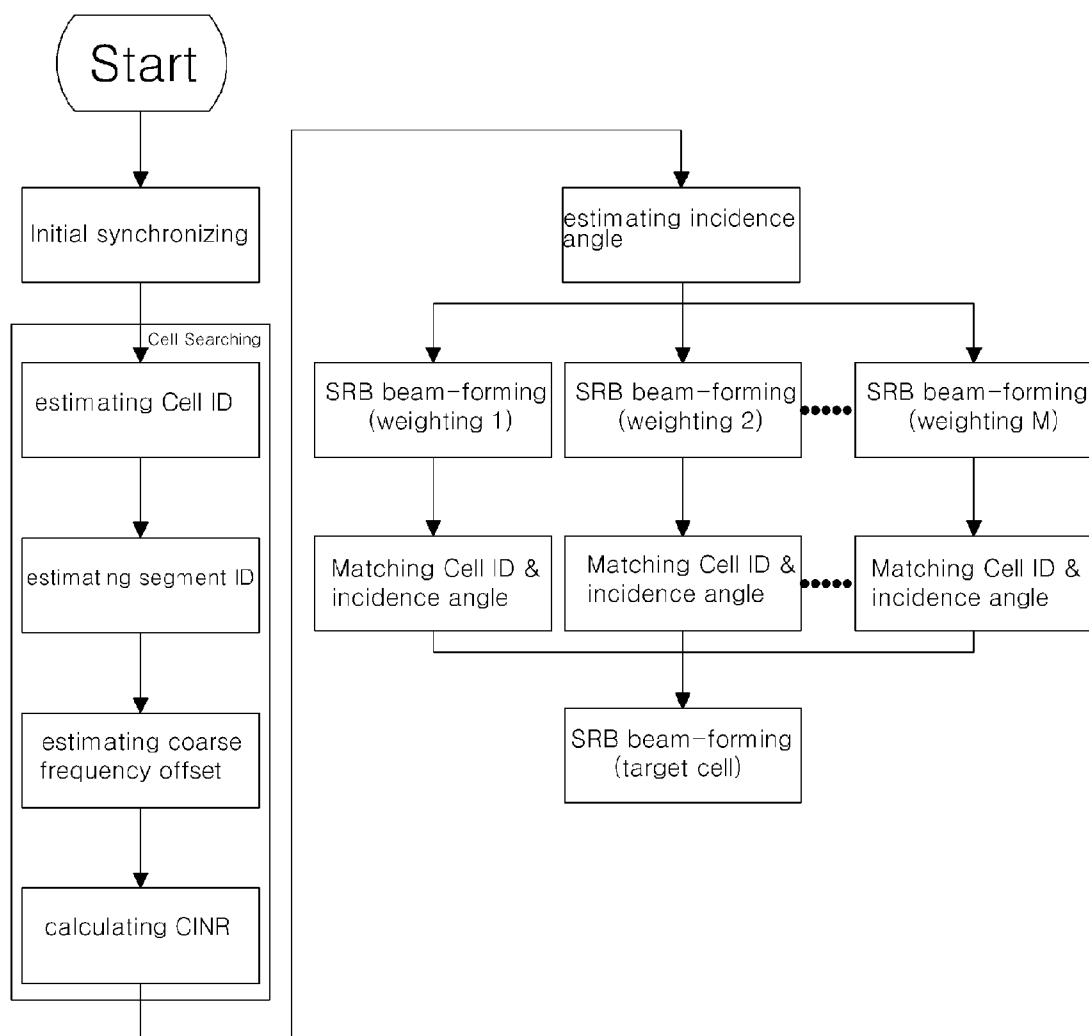 Start
Initial synchronizing
Cell Searching
estimating Cell ID
estimating segment ID
estimating coarse
frequency offset
calculating CINR
estimating incidence
angle
SRB beam-forming
(weighting 1)
SRB beam-forming
(weighting 2)
SRB beam-forming
(weighting M)
Matching Cell ID &
incidence angle
Matching Cell ID &
incidence angle
Matching Cell ID &
incidence angle
SRB beam-forming
(target cell)